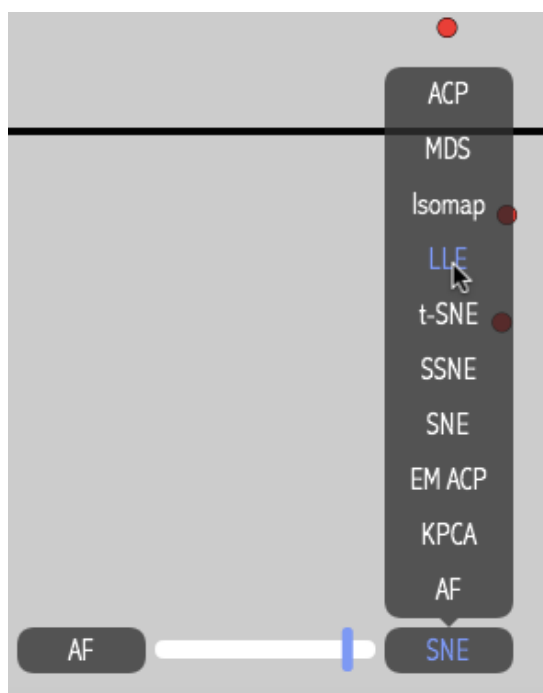 ACP
MDS
Isomap
LLE
t-SNE
SSNE
SNE
EM ACP
KPCA
AF
AF
SNE